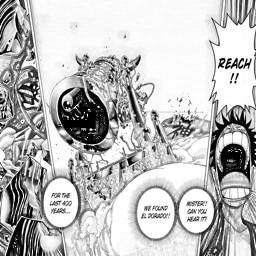 REACH
!!
MISTER!!
CAN YOU
HEAR IT?
WE FOUND
EL DORADO!!
FOR THE
LAST 400
YEARS...